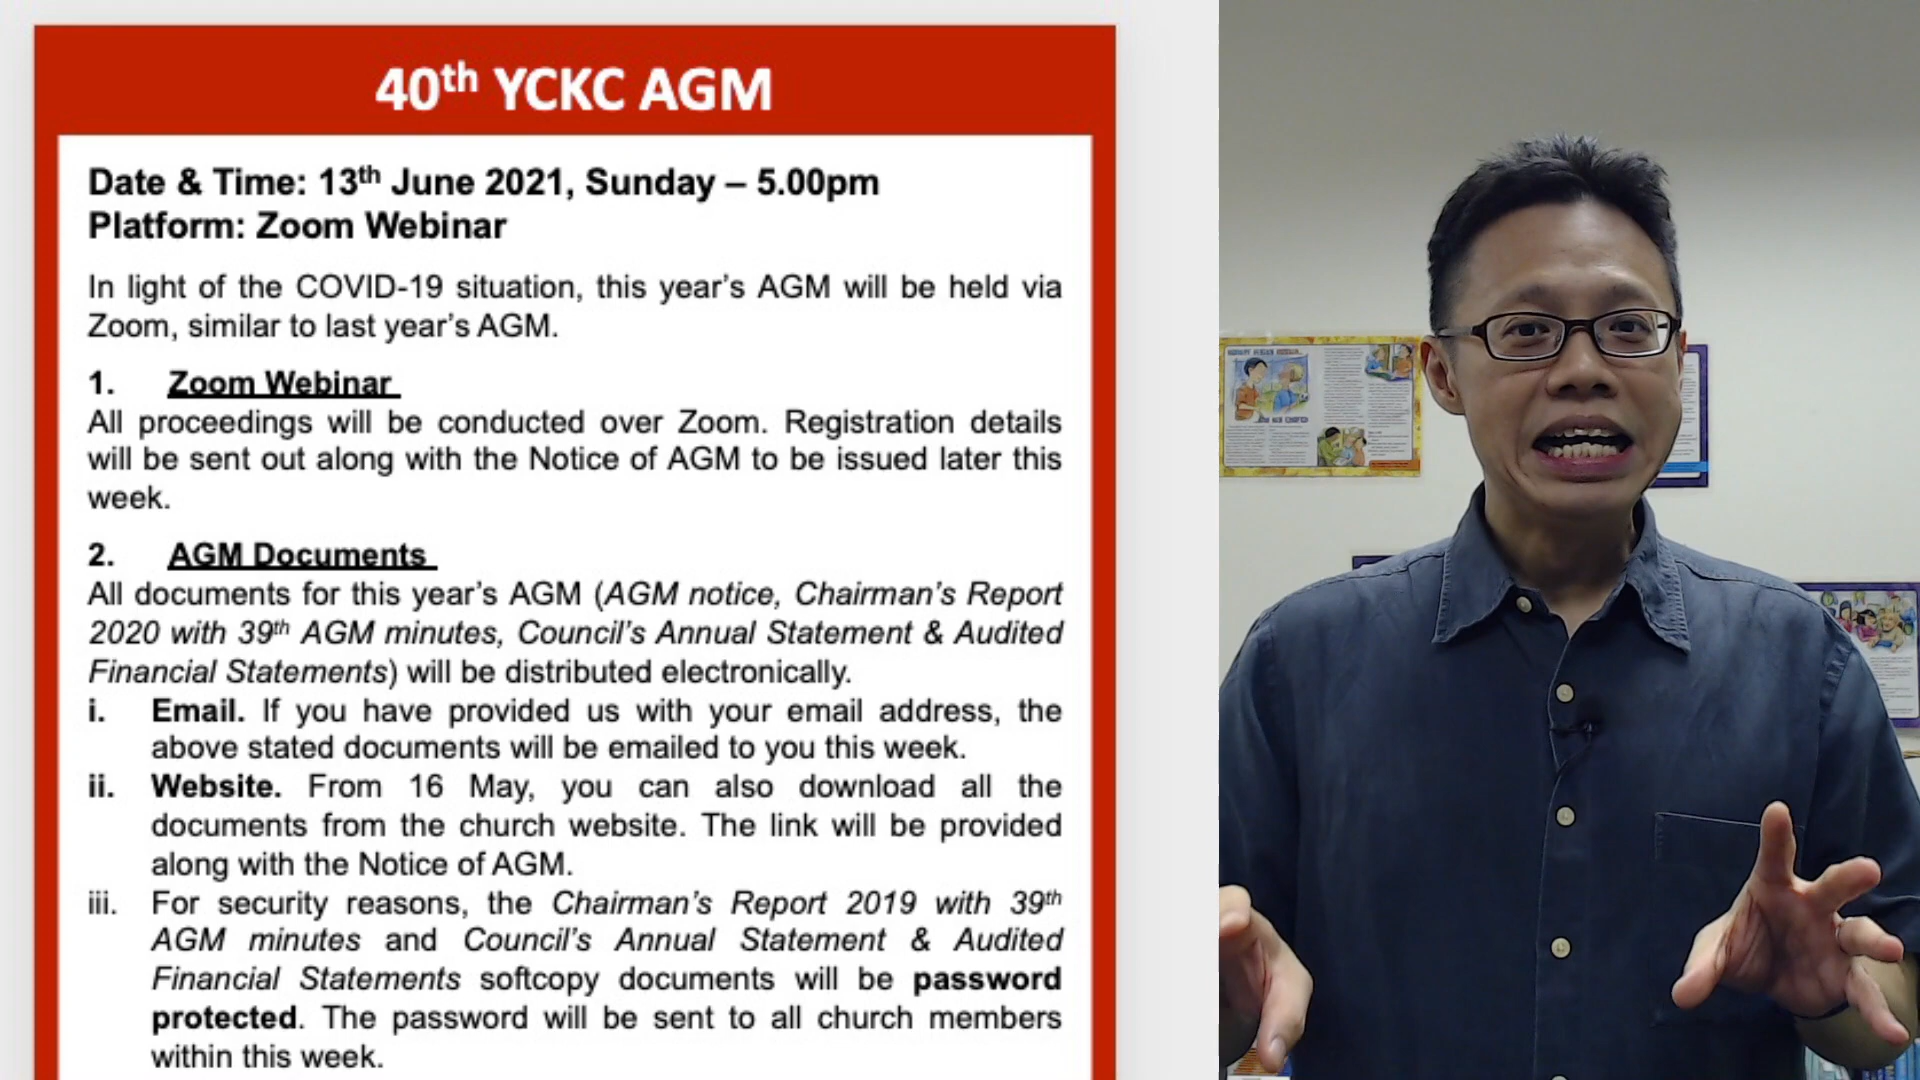 40th YCKC AGM
Date & Time: 13th June 2021, Sunday – 5.00pm
Platform: Zoom Webinar
In light of the COVID-19 situation, this year's AGM will be held via
Zoom, similar to last year's AGM.
1. Zoom Webinar
All proceedings will be conducted over Zoom. Registration details
will be sent out along with the Notice of AGM to be issued later this
week.
2. AGM Documents
All documents for this year's AGM (AGM notice, Chairman's Report
2020 with 39th AGM minutes, Council's Annual Statement & Audited
Financial Statements) will be distributed electronically.
i. Email. If you have provided us with your email address, the
above stated documents will be emailed to you this week.
ii. Website. From 16 May, you can also download all the
documents from the church website. The link will be provided
along with the Notice of AGM.
iii. For security reasons, the Chairman's Report 2019 with 39th
AGM minutes and Council's Annual Statement & Audited
Financial Statements softcopy documents will be password
protected. The password will be sent to all church members
within this week.